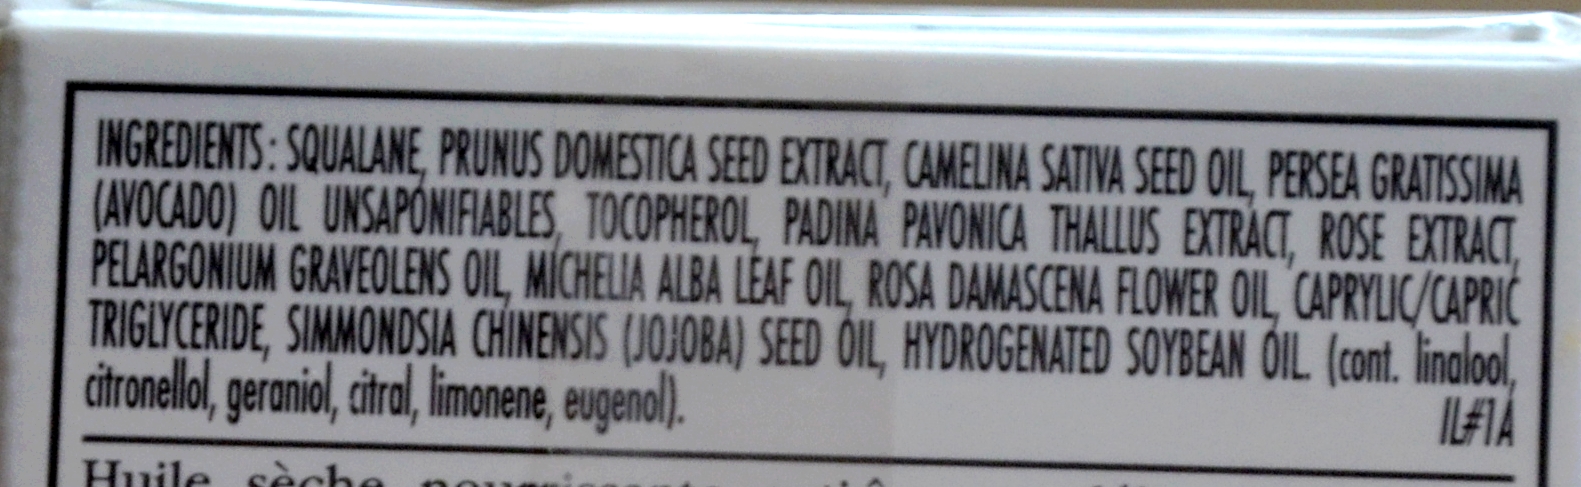 INGREDIENTS: SQUALANE, PRUNUS DOMESTICA SEED EXTRACT, CAMELINA SATIVA SEED OIL, PERSEA GRATISSIMA
(AVOCADO) OIL UNSAPONIFIABLES, TOCOPHEROL, PADINA PAVONICA THALLUS EXTRACT, ROSE EXTRACT,
PELARGONIUM GRAVEOLENS OIL, MICHELIA ALBA LEAF OIL, ROSA DAMASCENA FLOWER OIL, CAPRYLIC/CAPRIC
TRIGLYCERIDE, SIMMONDSIA CHINENSIS (JOJOBA) SEED OIL, HYDROGENATED SOYBEAN OIL. (cont. linalool,
citronellol, geraniol, citral, limonene, eugenol).
IL#1A
Huile sèche